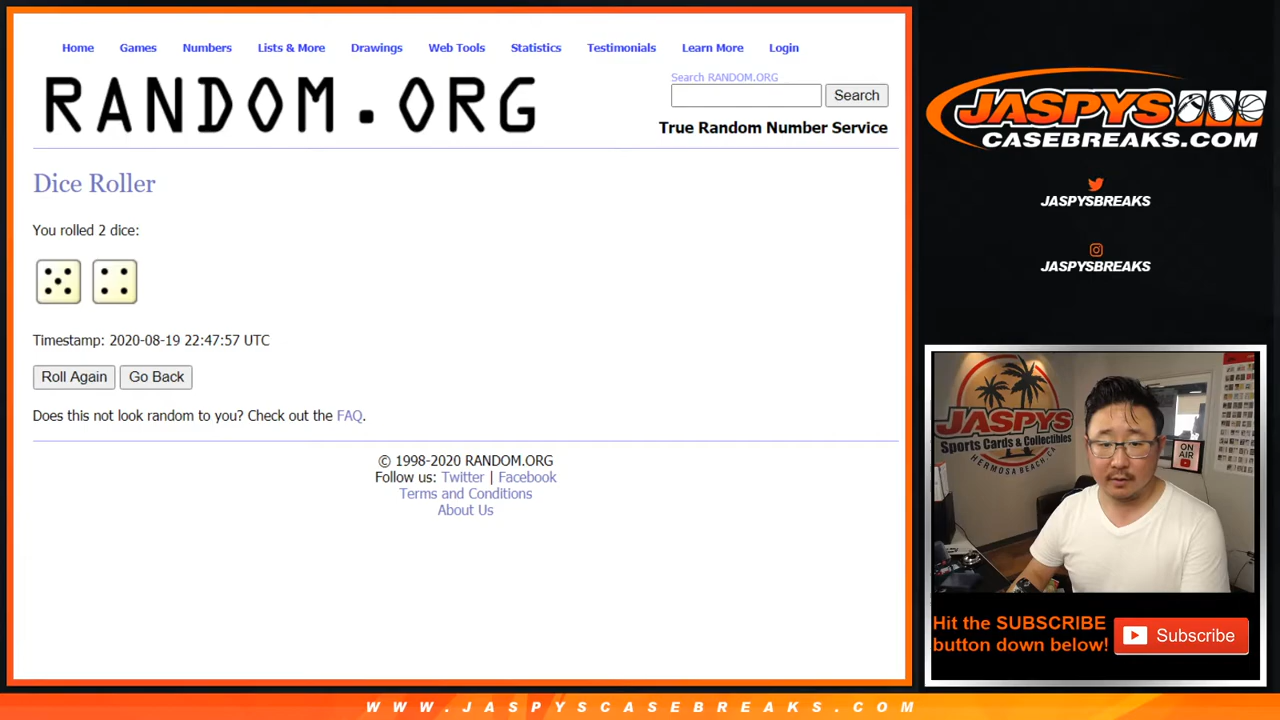 Home Games Numbers Lists & More Drawings Web Tools Statistics Testimonials Learn More Login
RANDOM.ORG
Search RANDOM.ORG
Search
True Random Number Service
Dice Roller
You rolled 2 dice:
Timestamp: 2020-08-19 22:47:57 UTC
Roll Again Go Back
Does this not look random to you? Check out the FAQ.
© 1998-2020 RANDOM.ORG
Follow us: Twitter | Facebook
Terms and Conditions
About Us
JASPYS
CASEBREAKS.COM
JASPYSBREAKS
JASPYSBREAKS
JASPYS
Sports Cards & Collectibles
HERMOSA BEACH, CA
ON
AIR
Hit the SUBSCRIBE
button down below!
Subscribe
WWW.JASPYSCASEBREAKS.COM